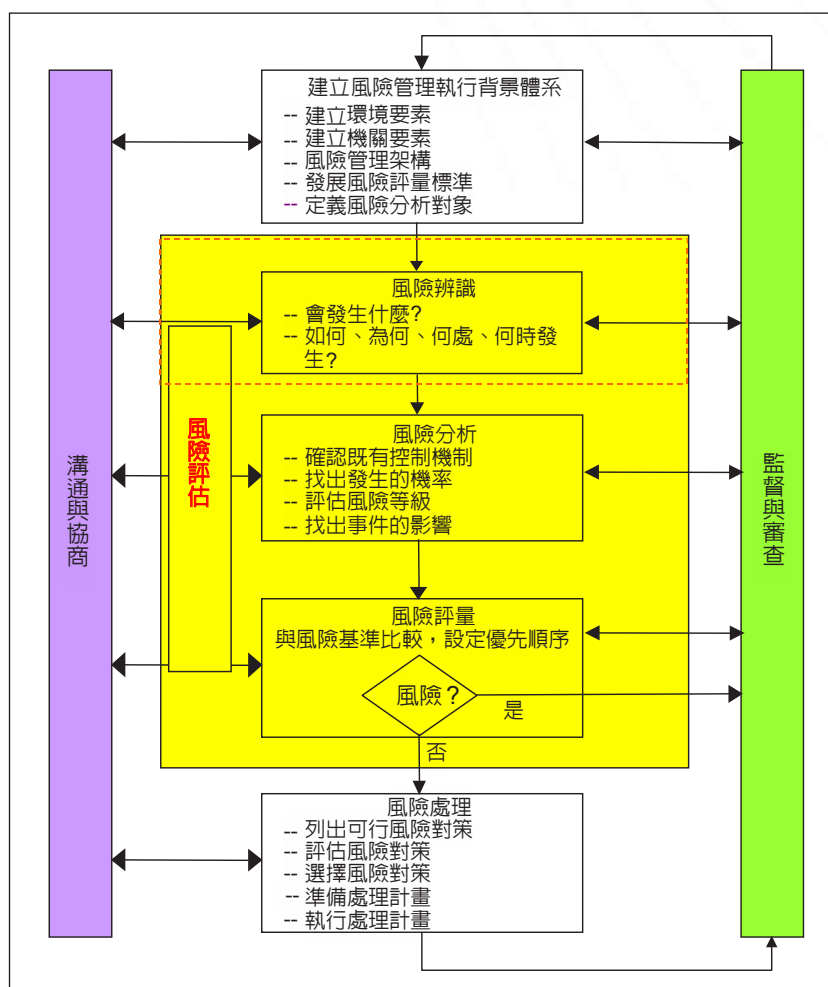 建立風險管理執行背景體系
-- 建立環境要素
-- 建立機關要素
-- 風險管理架構
-- 發展風險評量標準
-- 定義風險分析對象
風險辨識
-- 會發生什麼?
-- 如何、為何、何處、何時發
生?
風險評估
風險分析
-- 確認既有控制機制
-- 找出發生的機率
-- 評估風險等級
-- 找出事件的影響
溝通與協商
監督與審查
風險評量
與風險基準比較，設定優先順序
風險？
是
否
風險處理
-- 列出可行風險對策
-- 評估風險對策
-- 選擇風險對策
-- 準備處理計畫
-- 執行處理計畫